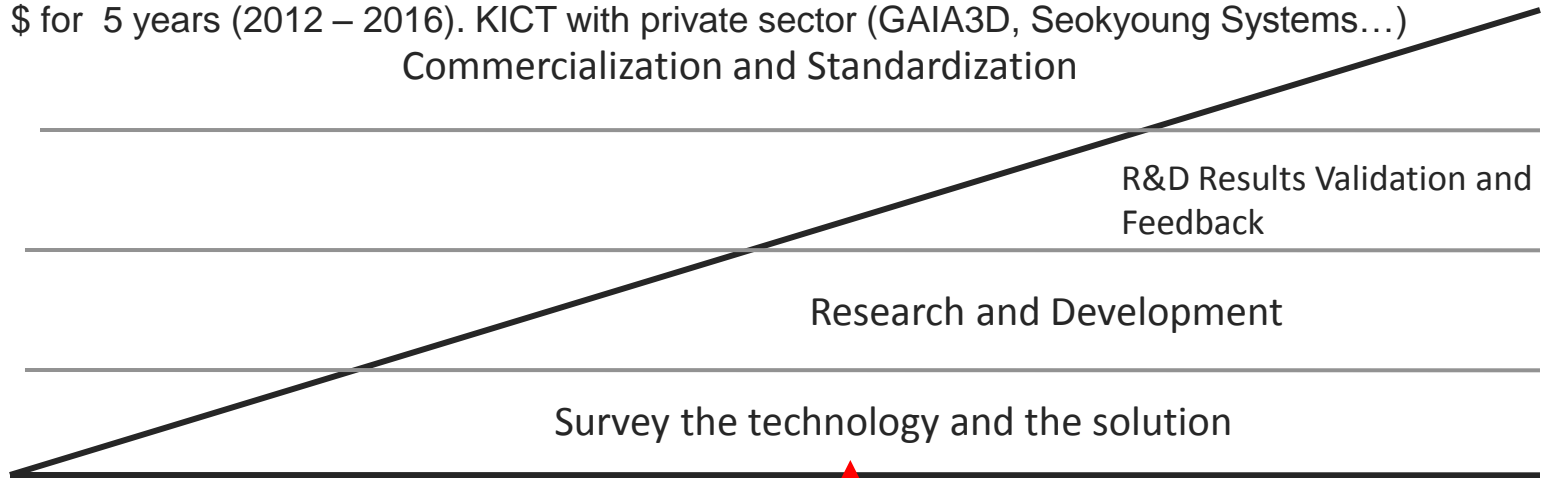 $ for 5 years (2012 – 2016). KICT with private sector (GAIA3D, Seokyoung Systems…)
Commercialization and Standardization
R&D Results Validation and
Feedback
Research and Development
Survey the technology and the solution